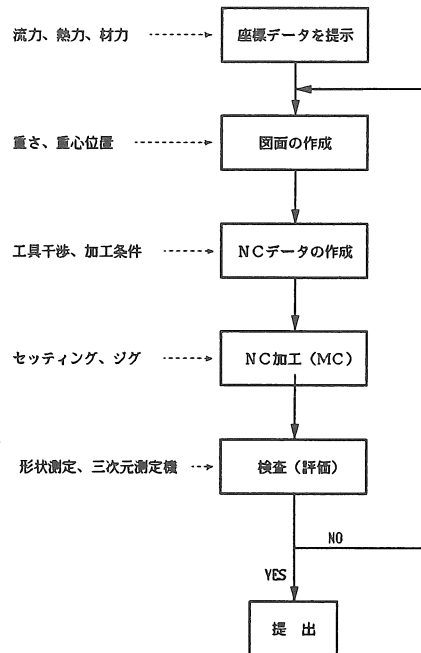 流力、熱力、材力
座標データを提示
重さ、重心位置
図面の作成
工具干渉、加工条件
NCデータの作成
セッティング、ジグ
NC加工(MC)
形状測定、三次元測定機
検査(評価)
NO
YES
提 出